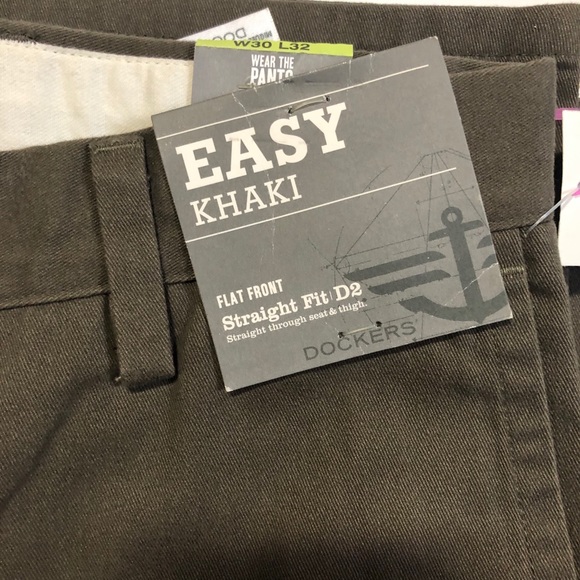 W30 L32
WEAR THE
PANTS
EASY
KHAKI
FLAT FRONT
Straight Fit D2
Straight through seat & thigh.
DOCKERS